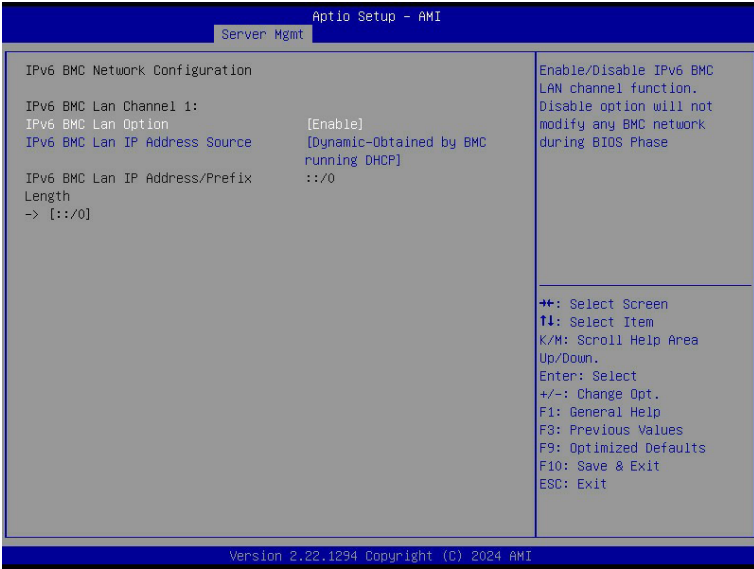 Aptio Setup – AMI
Server Mgmt
IPv6 BMC Network Configuration
IPv6 BMC Lan Channel 1:
IPv6 BMC Lan Option [Enable]
IPv6 BMC Lan IP Address Source [Dynamic-Obtained by BMC
running DHCP]
IPv6 BMC Lan IP Address/Prefix ::/0
Length
-> [::/0]
Enable/Disable IPv6 BMC
LAN channel function.
Disable option will not
modify any BMC network
during BIOS Phase
→←: Select Screen
↑↓: Select Item
K/M: Scroll Help Area
Up/Down.
Enter: Select
+/-: Change Opt.
F1: General Help
F3: Previous Values
F9: Optimized Defaults
F10: Save & Exit
ESC: Exit
Version 2.22.1294 Copyright (C) 2024 AMI